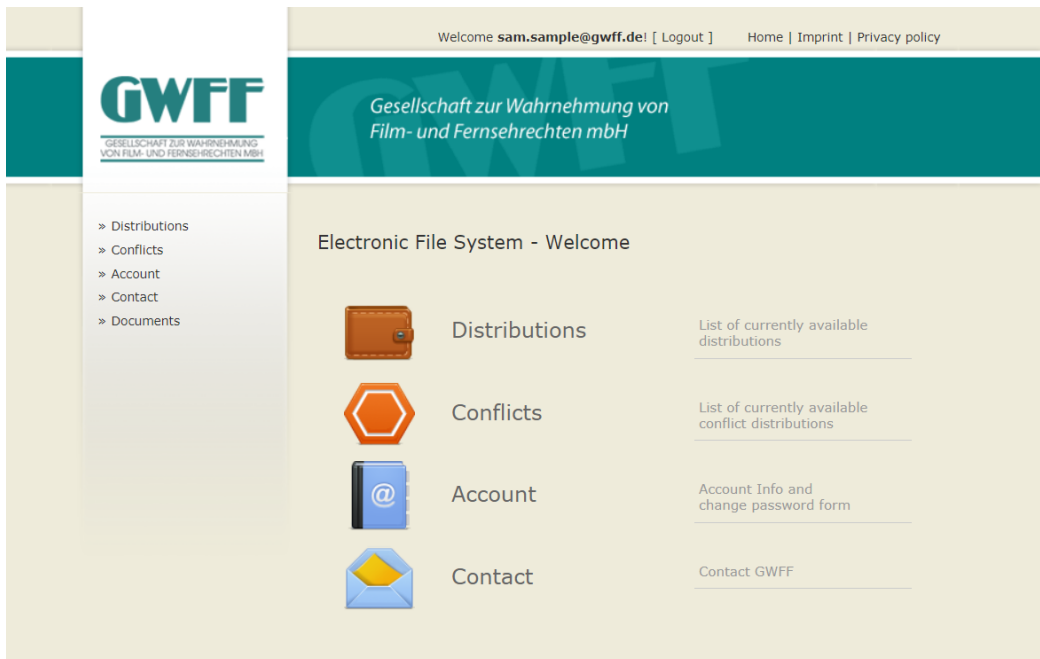 Welcome sam.sample@gwff.de! [ Logout ] Home | Imprint | Privacy policy
GWFF
GESELLSCHAFT ZUR WAHRNEHMUNG
VON FILM- UND FERNSEHRECHTEN MBH
GWFF
Gesellschaft zur Wahrnehmung von
Film- und Fernsehrechten mbH
» Distributions
» Conflicts
» Account
» Contact
» Documents
Electronic File System - Welcome
Distributions
List of currently available
distributions
Conflicts
List of currently available
conflict distributions
@
Account
Account Info and
change password form
Contact
Contact GWFF